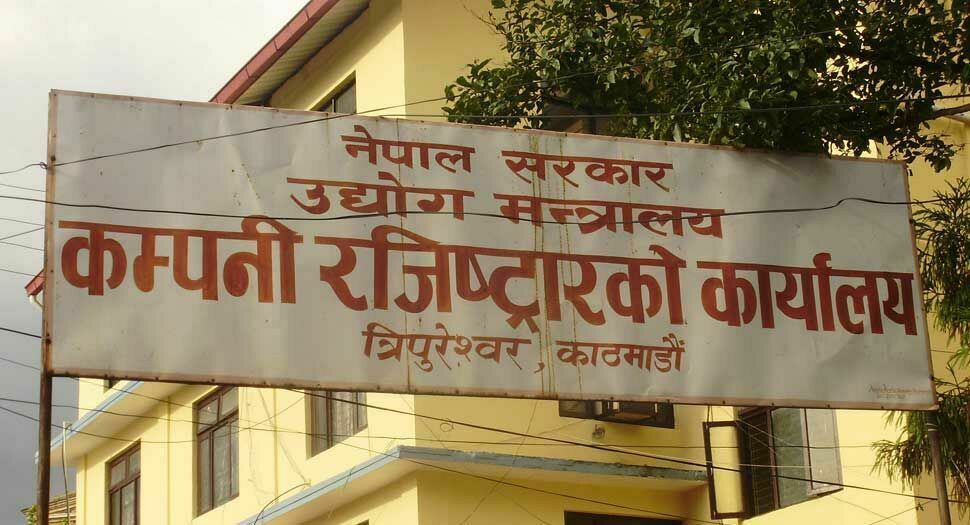 नेपाल सरकार
उद्योग मन्त्रालय
कम्पनी रजिष्ट्रारको कार्यालय
त्रिपुरेश्वर, काठमाडौं